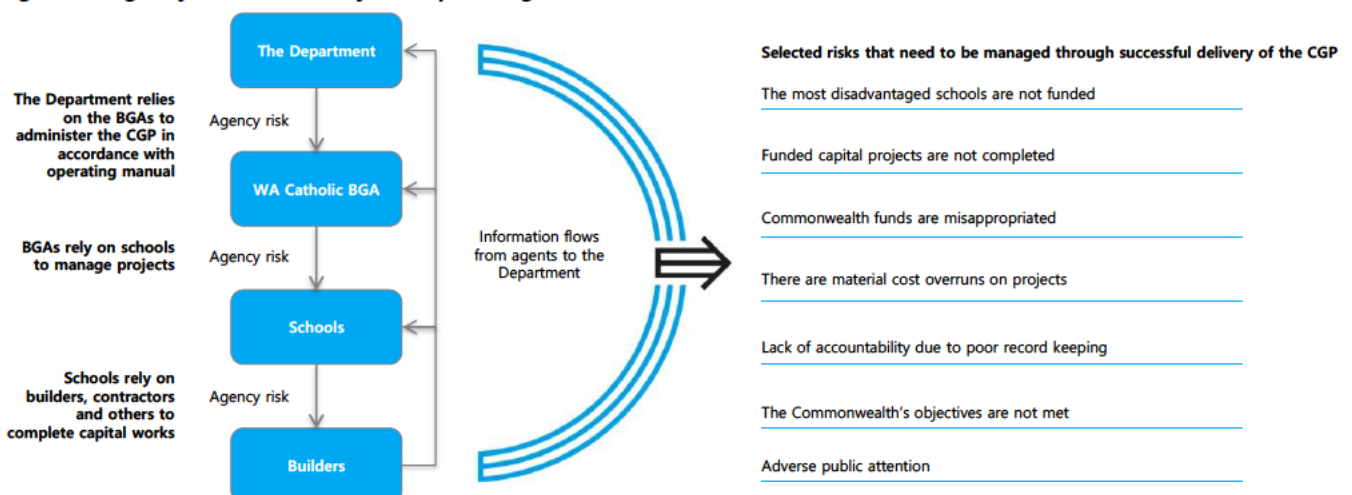 The Department
The Department relies
on the BGAs to
administer the CGP in
accordance with
operating manual
Agency risk
WA Catholic BGA
BGAs rely on schools
to manage projects
Agency risk
Schools
Schools rely on
builders, contractors
and others to
complete capital works
Agency risk
Builders
Information flows
from agents to the
Department
Selected risks that need to be managed through successful delivery of the CGP
The most disadvantaged schools are not funded
Funded capital projects are not completed
Commonwealth funds are misappropriated
There are material cost overruns on projects
Lack of accountability due to poor record keeping
The Commonwealth's objectives are not met
Adverse public attention